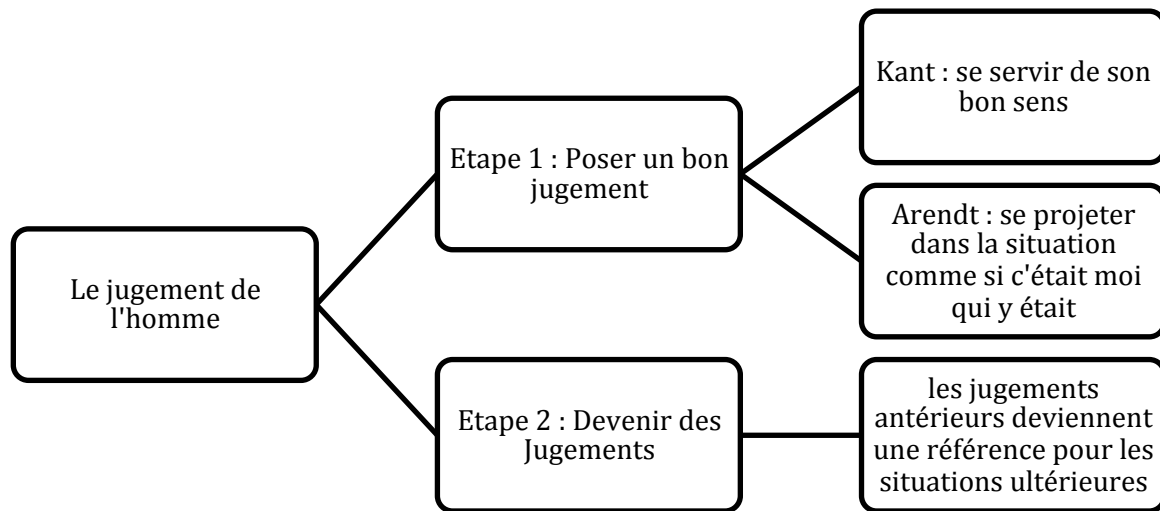 Le jugement de
l'homme
Etape 1 : Poser un bon
jugement
Kant : se servir de son
bon sens
Arendt : se projeter
dans la situation
comme si c'était moi
qui y était
Etape 2 : Devenir des
Jugements
les jugements
antérieurs deviennent
une référence pour les
situations ultérieures